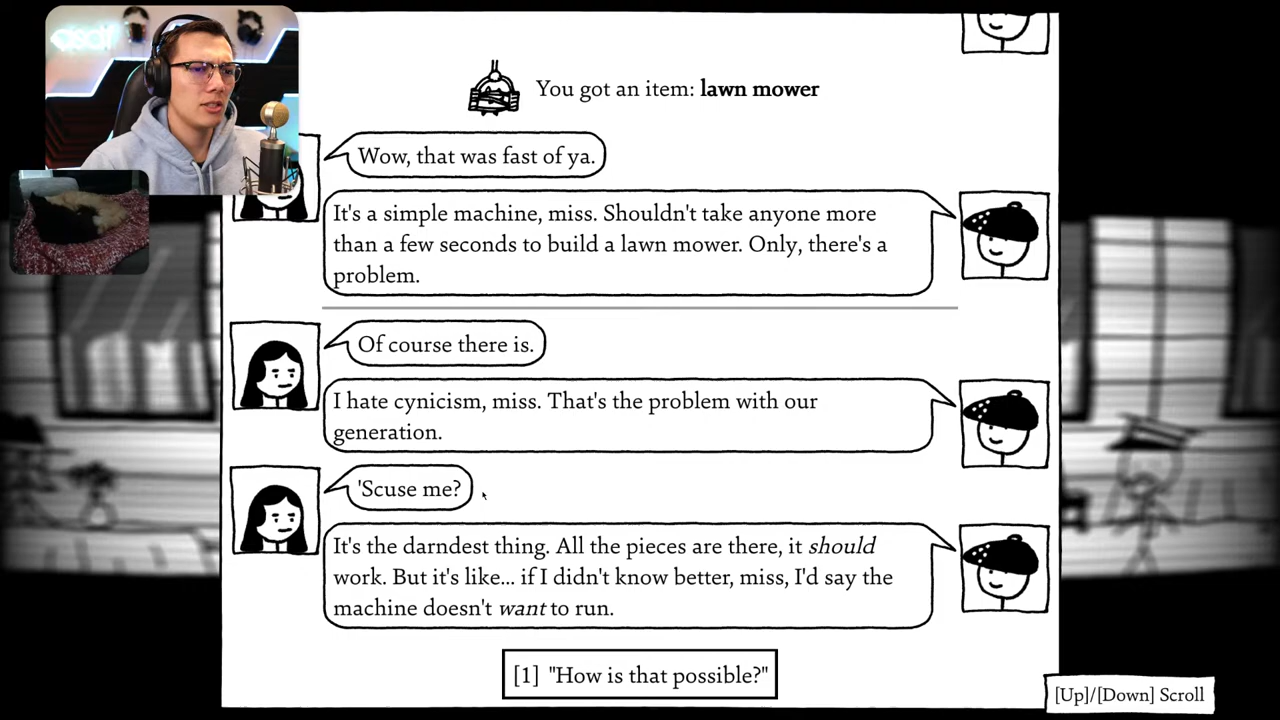 asdf
You got an item: lawn mower
Wow, that was fast of ya.
It's a simple machine, miss. Shouldn't take anyone more
than a few seconds to build a lawn mower. Only, there's a
problem.
Of course there is.
I hate cynicism, miss. That's the problem with our
generation.
'Scuse me?
It's the darndest thing. All the pieces are there, it should
work. But it's like... if I didn't know better, miss, I'd say the
machine doesn't want to run.
[1] "How is that possible?"
[Up]/[Down] Scroll